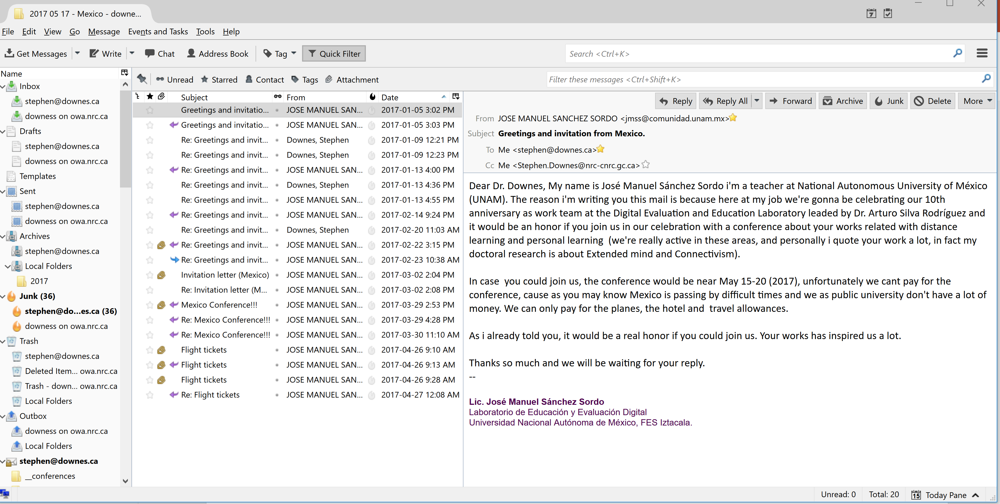 2017 05 17 - Mexico - downe...
File Edit View Go Message Events and Tasks Tools Help
Get Messages Write Chat Address Book Tag Quick Filter Search <Ctrl+K>
Name
Inbox
stephen@downes.ca
downess on owa.nrc.ca
Drafts
stephen@downes.ca
downess on owa.nrc.ca
Templates
Sent
stephen@downes.ca
downess on owa.nrc.ca
Archives
stephen@downes.ca
Local Folders
2017
Junk (36)
stephen@do...es.ca (36)
downess on owa.nrc.ca
Trash
stephen@downes.ca
Deleted Item... owa.nrc.ca
Trash - down... owa.nrc.ca
Local Folders
Outbox
downess on owa.nrc.ca
Local Folders
stephen@downes.ca
__conferences
Unread Starred Contact Tags Attachment Filter these messages <Ctrl+Shift+K>
Subject From Date
Greetings and invitatio... JOSE MANUEL SAN... 2017-01-05 3:02 PM
Greetings and invitatio... JOSE MANUEL SAN... 2017-01-05 3:03 PM
Re: Greetings and invit... Downes, Stephen 2017-01-09 12:21 PM
Re: Greetings and invit... Downes, Stephen 2017-01-09 12:23 PM
Re: Greetings and invit... JOSE MANUEL SAN... 2017-01-13 4:00 PM
Re: Greetings and invit... Downes, Stephen 2017-01-13 4:36 PM
Re: Greetings and invit... JOSE MANUEL SAN... 2017-01-13 4:55 PM
Re: Greetings and invit... JOSE MANUEL SAN... 2017-02-14 9:24 PM
Re: Greetings and invit... Downes, Stephen 2017-02-20 11:03 AM
Re: Greetings and invit... JOSE MANUEL SAN... 2017-02-22 3:15 PM
Re: Greetings and invit... JOSE MANUEL SAN... 2017-02-23 10:38 AM
Invitation letter (Mexico) JOSE MANUEL SAN... 2017-03-02 2:04 PM
Re: Invitation letter (M... JOSE MANUEL SAN... 2017-03-02 2:08 PM
Mexico Conference!!! JOSE MANUEL SAN... 2017-03-29 2:53 PM
Re: Mexico Conference!!! JOSE MANUEL SAN... 2017-03-29 4:28 PM
Re: Mexico Conference!!! JOSE MANUEL SAN... 2017-03-30 11:10 AM
Flight tickets JOSE MANUEL SAN... 2017-04-26 9:10 AM
Flight tickets JOSE MANUEL SAN... 2017-04-26 9:13 AM
Flight tickets JOSE MANUEL SAN... 2017-04-26 9:28 AM
Re: Flight tickets JOSE MANUEL SAN... 2017-04-27 12:08 AM
Reply Reply All Forward Archive Junk Delete More
From JOSE MANUEL SANCHEZ SORDO <jmss@comunidad.unam.mx>
Subject Greetings and invitation from Mexico.
To Me <stephen@downes.ca>
Cc Me <Stephen.Downes@nrc-cnrc.gc.ca>
Dear Dr. Downes, My name is José Manuel Sánchez Sordo i'm a teacher at National Autonomous University of México
(UNAM). The reason i'm writing you this mail is because here at my job we're gonna be celebrating our 10th
anniversary as work team at the Digital Evaluation and Education Laboratory leaded by Dr. Arturo Silva Rodríguez and
it would be an honor if you join us in our celebration with a conference about your works related with distance
learning and personal learning  (we're really active in these areas, and personally i quote your work a lot, in fact my
doctoral research is about Extended mind and Connectivism).
In case  you could join us, the conference would be near May 15-20 (2017), unfortunately we cant pay for the
conference, cause as you may know Mexico is passing by difficult times and we as public university don't have a lot of
money. We can only pay for the planes, the hotel and  travel allowances.
As i already told you, it would be a real honor if you could join us. Your works has inspired us a lot.
Thanks so much and we will be waiting for your reply.
--
Lic. José Manuel Sánchez Sordo
Laboratorio de Educación y Evaluación Digital
Universidad Nacional Autónoma de México, FES Iztacala.
Unread: 0 Total: 20 15 Today Pane